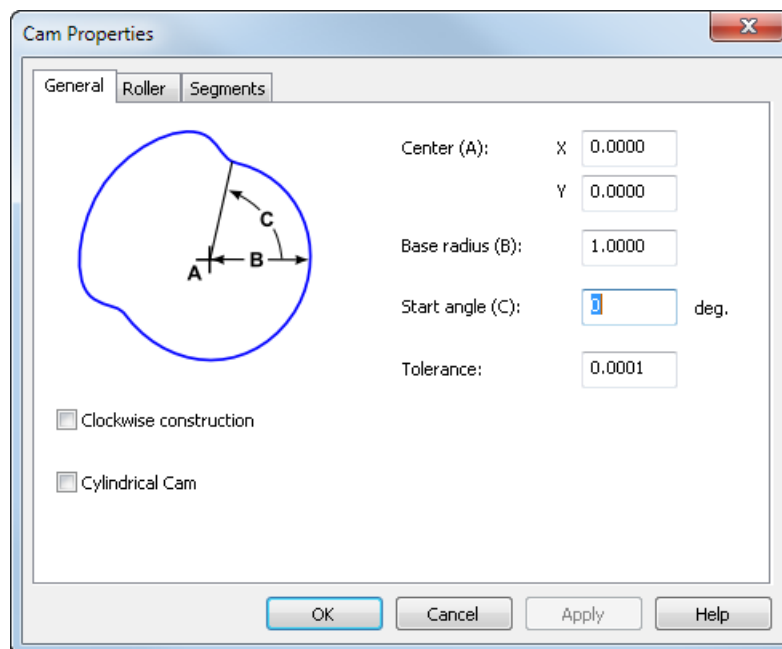 Cam Properties
General Roller Segments
Center (A): X 0.0000
Y 0.0000
C
A B
Base radius (B): 1.0000
Start angle (C): 0 deg.
Tolerance: 0.0001
Clockwise construction
Cylindrical Cam
OK Cancel Apply Help